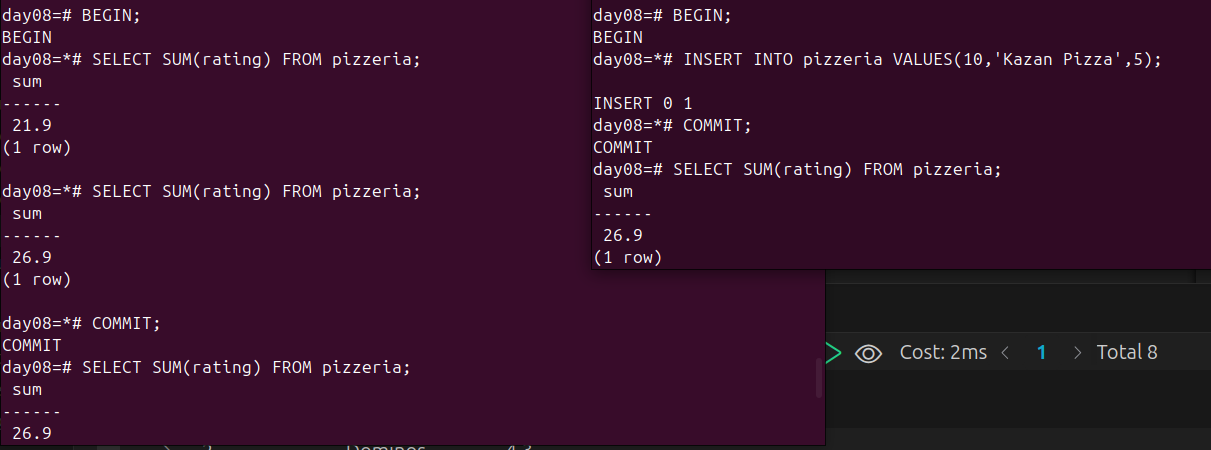 day08=# BEGIN;
BEGIN
day08=*# SELECT SUM(rating) FROM pizzeria;
 sum
------
 21.9
(1 row)

day08=*# SELECT SUM(rating) FROM pizzeria;
 sum
------
 26.9
(1 row)

day08=*# COMMIT;
COMMIT
day08=# SELECT SUM(rating) FROM pizzeria;
 sum
------
 26.9
day08=# BEGIN;
BEGIN
day08=*# INSERT INTO pizzeria VALUES(10,'Kazan Pizza',5);

INSERT 0 1
day08=*# COMMIT;
COMMIT
day08=# SELECT SUM(rating) FROM pizzeria;
 sum
------
 26.9
(1 row)
Cost: 2ms < 1 > Total 8